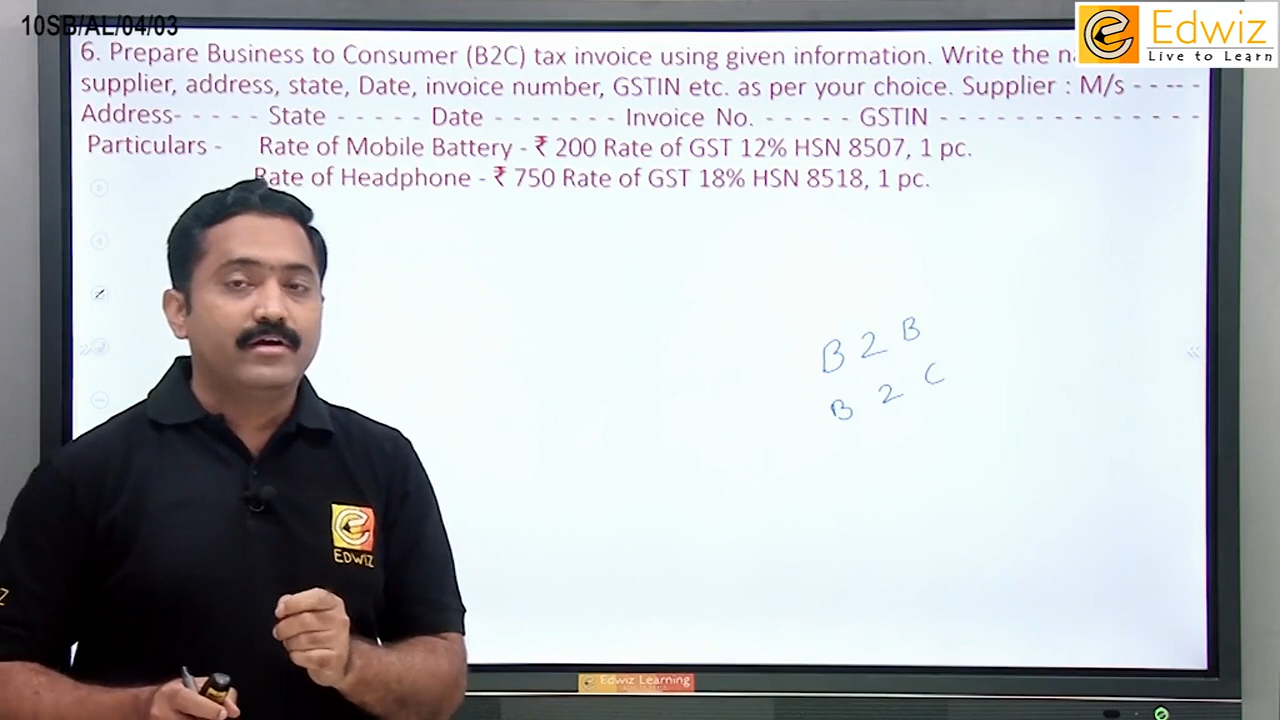 10SB/AL/04/03
Edwiz
Live to Learn
6. Prepare Business to Consumer (B2C) tax invoice using given information. Write the
supplier, address, state, Date, invoice number, GSTIN etc. as per your choice. Supplier : M/s - - -- -
Address- - - - - State - - - - - Date - - - - - - - Invoice No. - - - - - GSTIN - - - - - - - - - - - - -
Particulars - Rate of Mobile Battery - ₹ 200 Rate of GST 12% HSN 8507, 1 pc.
Rate of Headphone - ₹ 750 Rate of GST 18% HSN 8518, 1 pc.
B 2 B
B 2 C
EDWIZ
Edwiz Learning